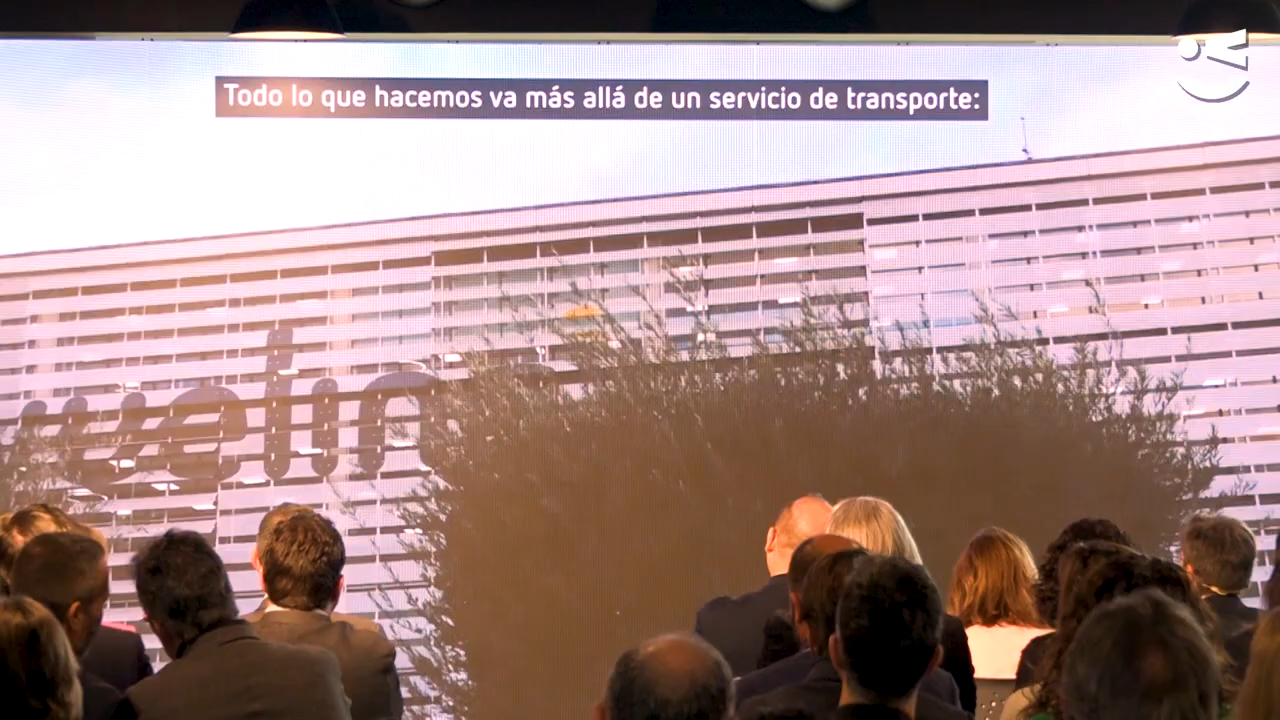 Todo lo que hacemos va más allá de un servicio de transporte: